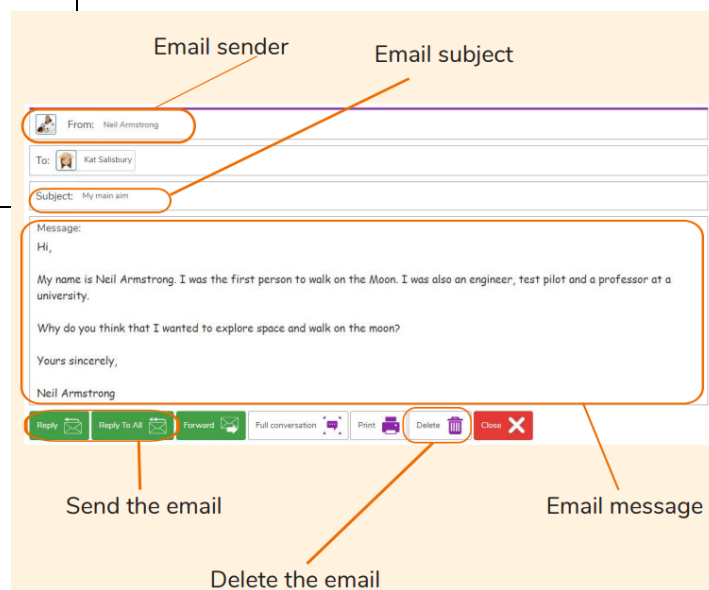 Email sender
Email subject
From: Neil Armstrong
To: Kat Salisbury
Subject: My main aim
Message:
Hi,
My name is Neil Armstrong. I was the first person to walk on the Moon. I was also an engineer, test pilot and a professor at a
university.
Why do you think that I wanted to explore space and walk on the moon?
Yours sincerely,
Neil Armstrong
Reply Reply To All Forward Full conversation Print Delete Close
Send the email
Email message
Delete the email